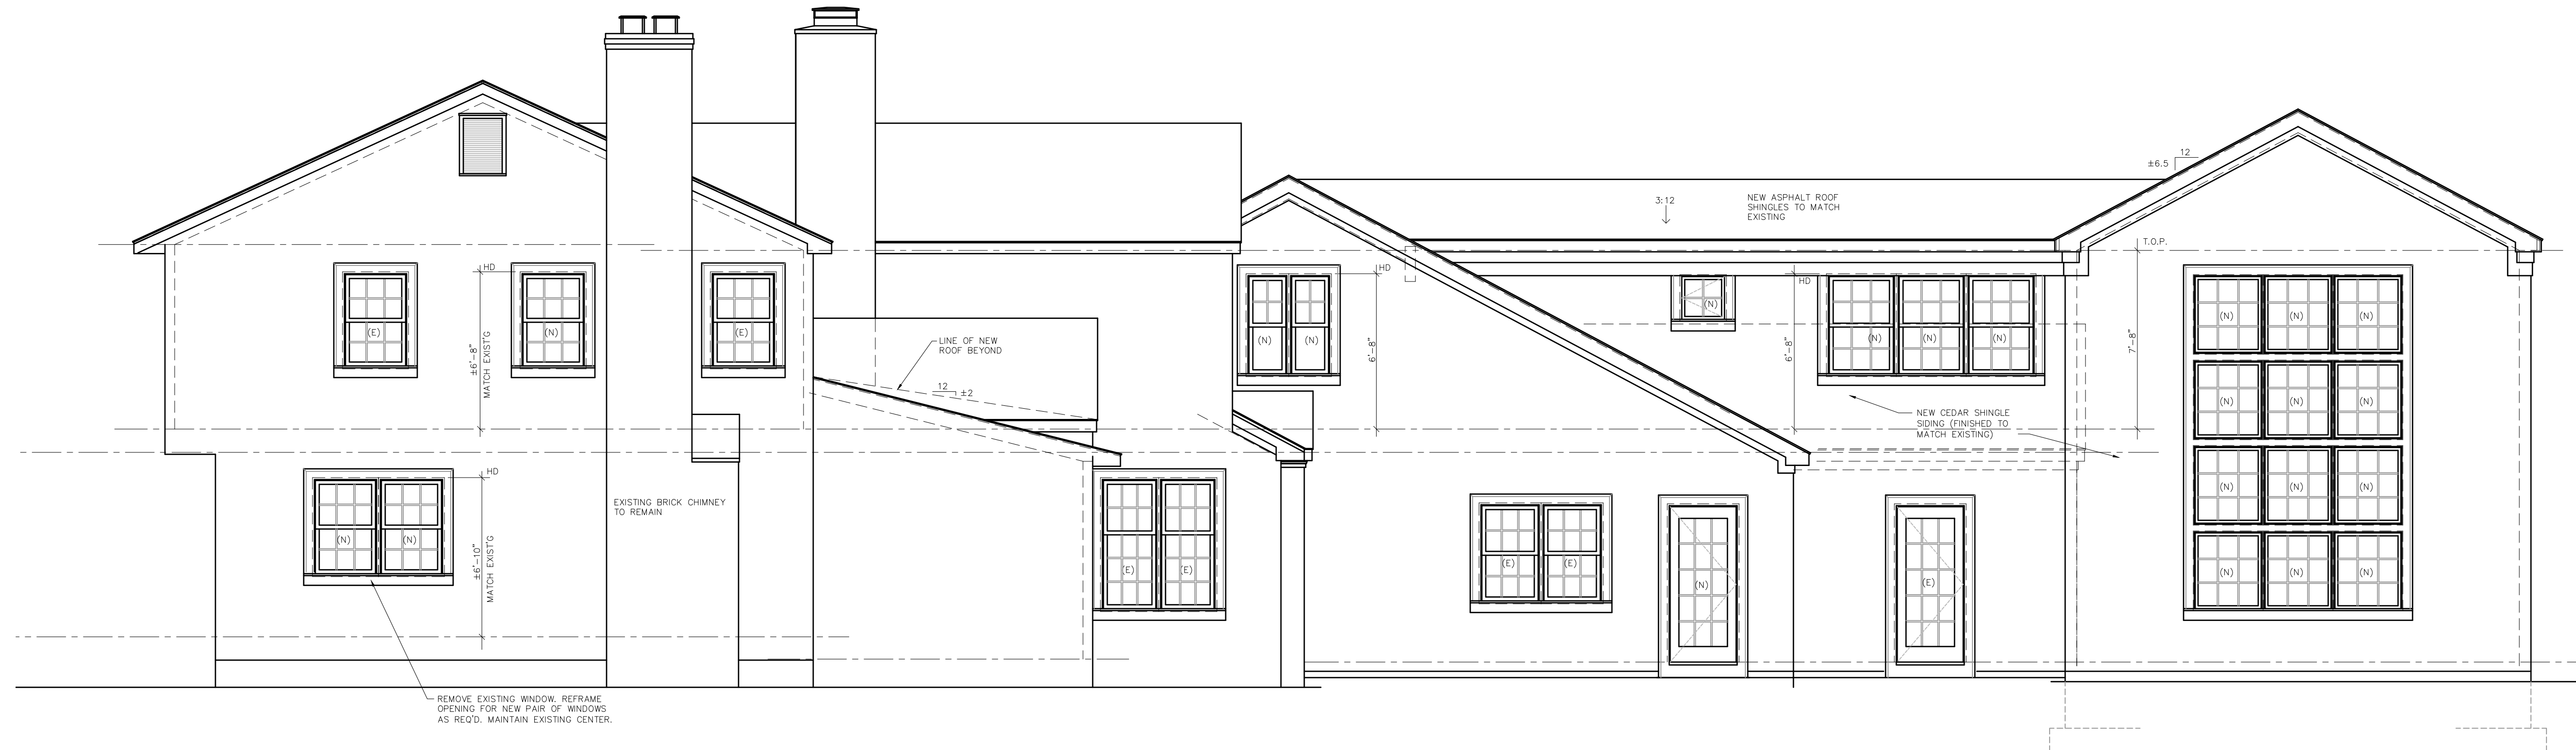 12
±6.5
3:12
NEW ASPHALT ROOF
SHINGLES TO MATCH
EXISTING
T.O.P.
HD
HD
HD
(E)
(N)
(E)
±6'-8"
MATCH EXIST'G
LINE OF NEW
ROOF BEYOND
12
±2
(N)
(N)
6'-8"
(N)
6'-8"
(N)
(N)
(N)
7'-8"
(N)
(N)
(N)
(N)
(N)
(N)
NEW CEDAR SHINGLE
SIDING (FINISHED TO
MATCH EXISTING)
HD
(N)
(N)
±6'-10"
MATCH EXIST'G
EXISTING BRICK CHIMNEY
TO REMAIN
(E)
(E)
(E)
(E)
(N)
(E)
(N)
(N)
(N)
(N)
(N)
(N)
REMOVE EXISTING WINDOW. REFRAME
OPENING FOR NEW PAIR OF WINDOWS
AS REQ'D. MAINTAIN EXISTING CENTER.